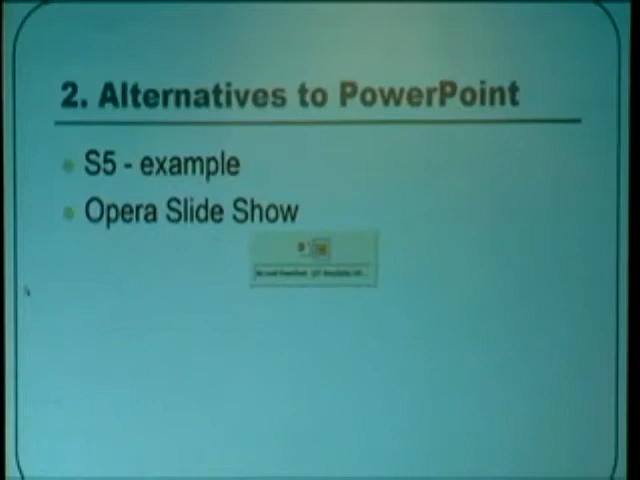 2. Alternatives to PowerPoint
S5 - example
Opera Slide Show